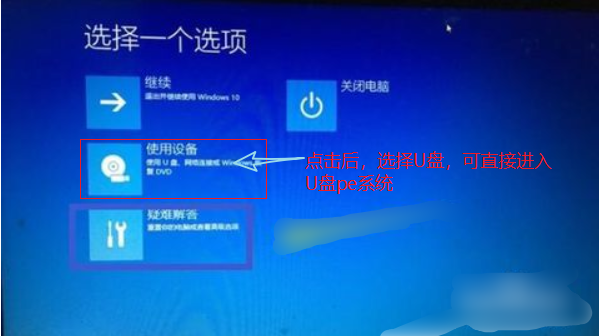 选择一个选项
继续
退出并继续使用 Windows 10
关闭电脑
使用设备
使用 U 盘、网络连接或 Windows 恢
复 DVD
点击后，选择U盘，可直接进入
U盘pe系统
疑难解答
重置你的电脑或查看高级选项